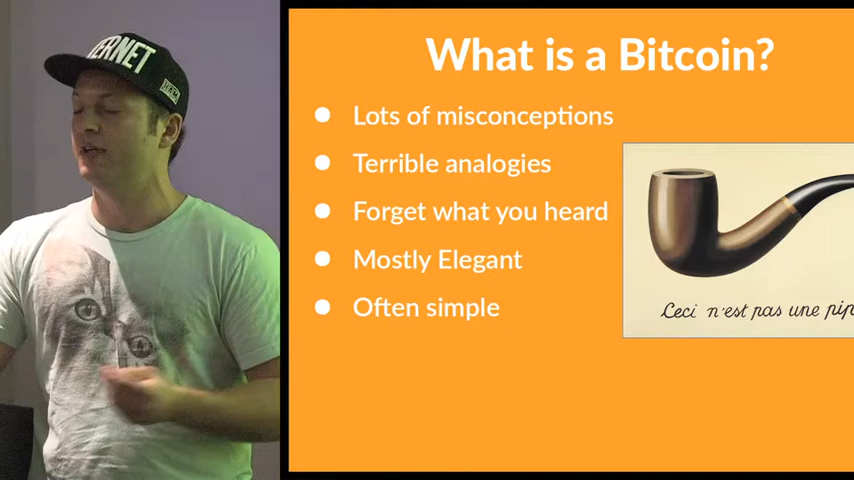 ERNET
What is a Bitcoin?
Lots of misconceptions
Terrible analogies
Forget what you heard
Mostly Elegant
Often simple
Ceci n'est pas une pip